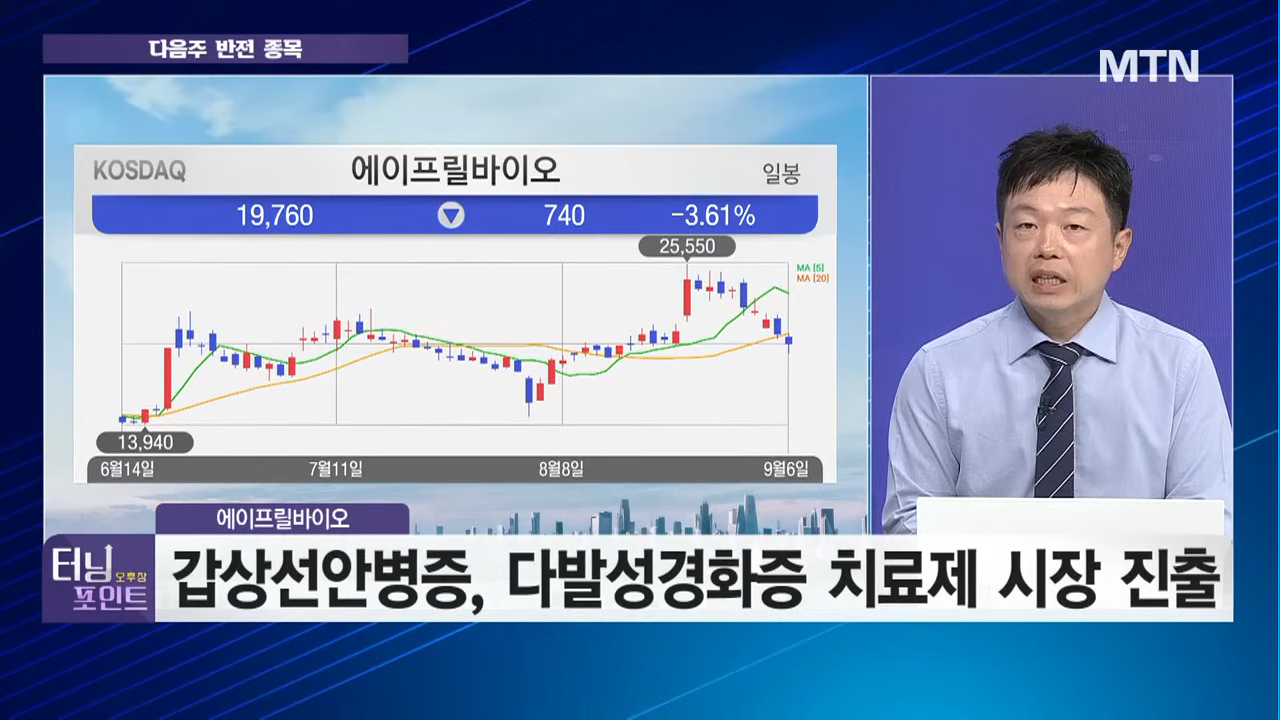 다음주 반전 종목
MTN
KOSDAQ 에이프릴바이오 일봉
19,760 ▼ 740 -3.61%
25,550
MA [5]
MA [20]
13,940
6월14일 7월11일 8월8일 9월6일
에이프릴바이오
터닝 오후장
포인트
갑상선안병증, 다발성경화증 치료제 시장 진출